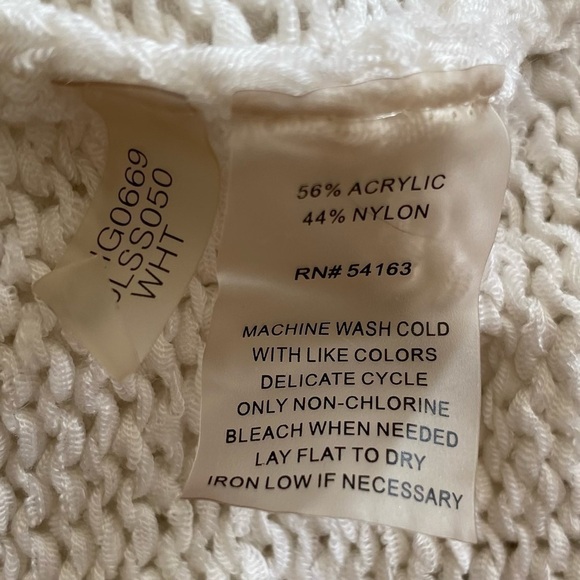 0669
LSS050
WHT
56% ACRYLIC
44% NYLON
RN# 54163
MACHINE WASH COLD
WITH LIKE COLORS
DELICATE CYCLE
ONLY NON-CHLORINE
BLEACH WHEN NEEDED
LAY FLAT TO DRY
IRON LOW IF NECESSARY